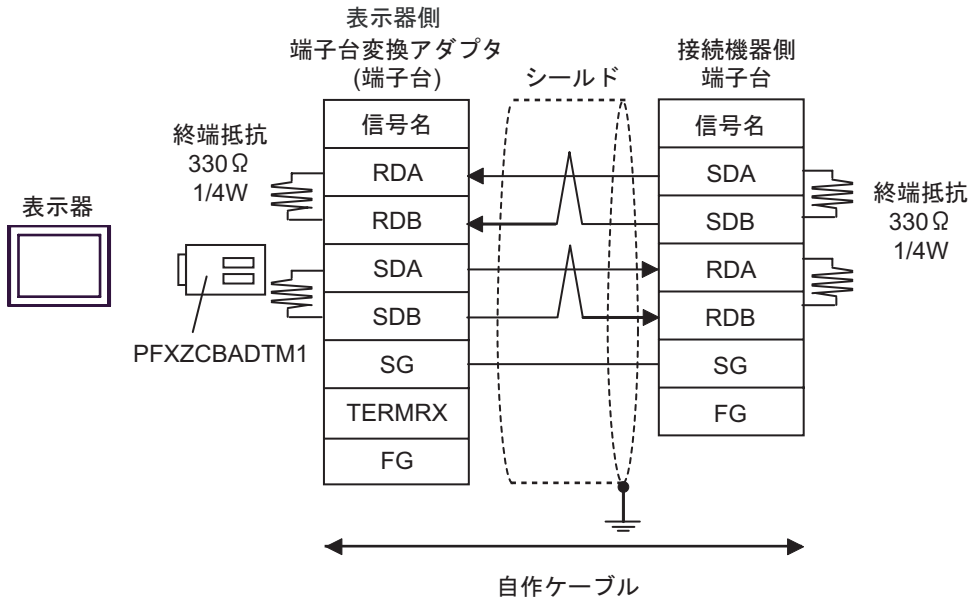 表示器側
端子台変換アダプタ
(端子台)
シールド
接続機器側
端子台
終端抵抗
330Ω
1/4W
表示器
PFXZCBADTM1
信号名
RDA
RDB
SDA
SDB
SG
TERMRX
FG
信号名
SDA
SDB
RDA
RDB
SG
FG
終端抵抗
330Ω
1/4W
自作ケーブル